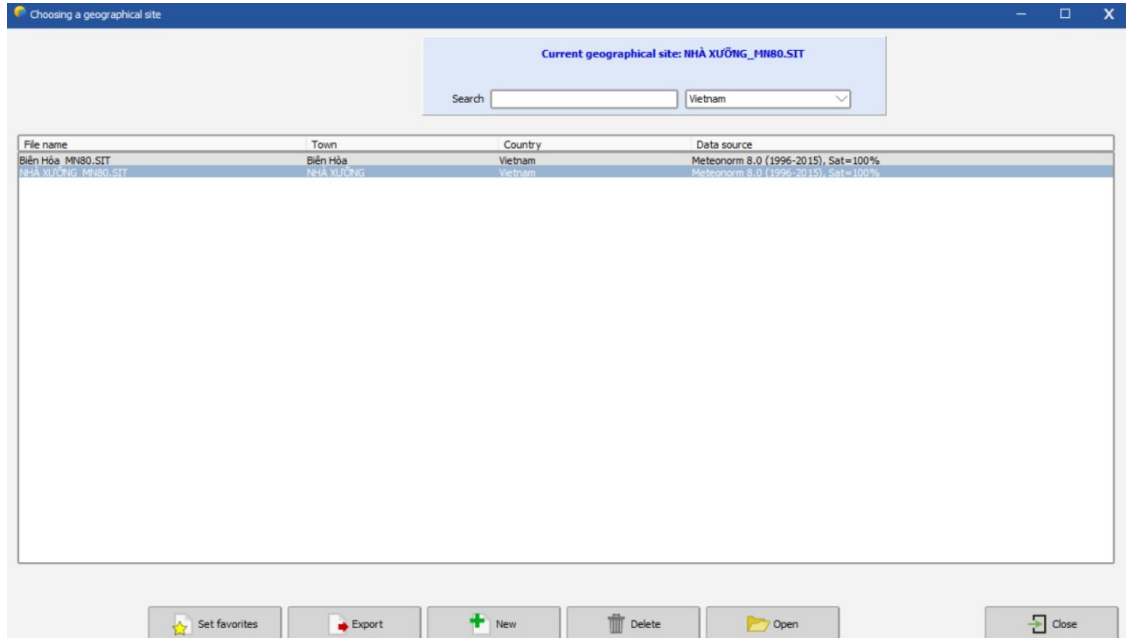 Choosing a geographical site
Current geographical site: NHÀ XƯỞNG_MN80.SIT
Search Vietnam
File name Town Country Data source
Biên Hòa_MN80.SIT Biên Hòa Vietnam Meteonorm 8.0 (1996-2015), Sat=100%
NHÀ XƯỞNG_MN80.SIT NHÀ XƯỞNG Vietnam Meteonorm 8.0 (1996-2015), Sat=100%
Set favorites Export New Delete Open Close